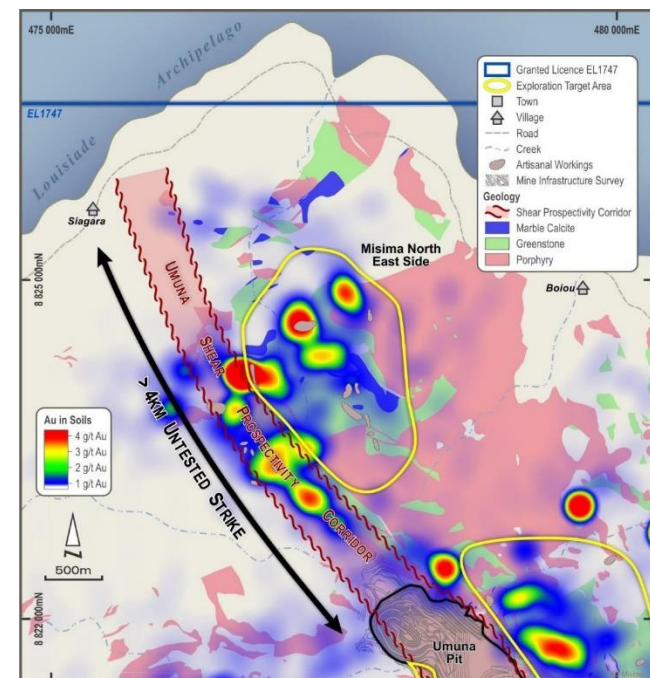 475 000mE
480 000mE
Archipelago
Louisiade
EL1747
Granted Licence EL1747
Exploration Target Area
Town
Village
Road
Creek
Artisanal Workings
Mine Infrastructure Survey
Geology
Shear Prospectivity Corridor
Marble Calcite
Greenstone
Porphyry
Siagara
Misima North
East Side
Boiou
8 825 000mN
UMUNA
SHEAR
PROSPECTIVITY
CORRIDOR
> 4KM UNTESTED STRIKE
Au in Soils
4 g/t Au
3 g/t Au
2 g/t Au
1 g/t Au
N
500m
8 822 000mN
Umuna
Pit